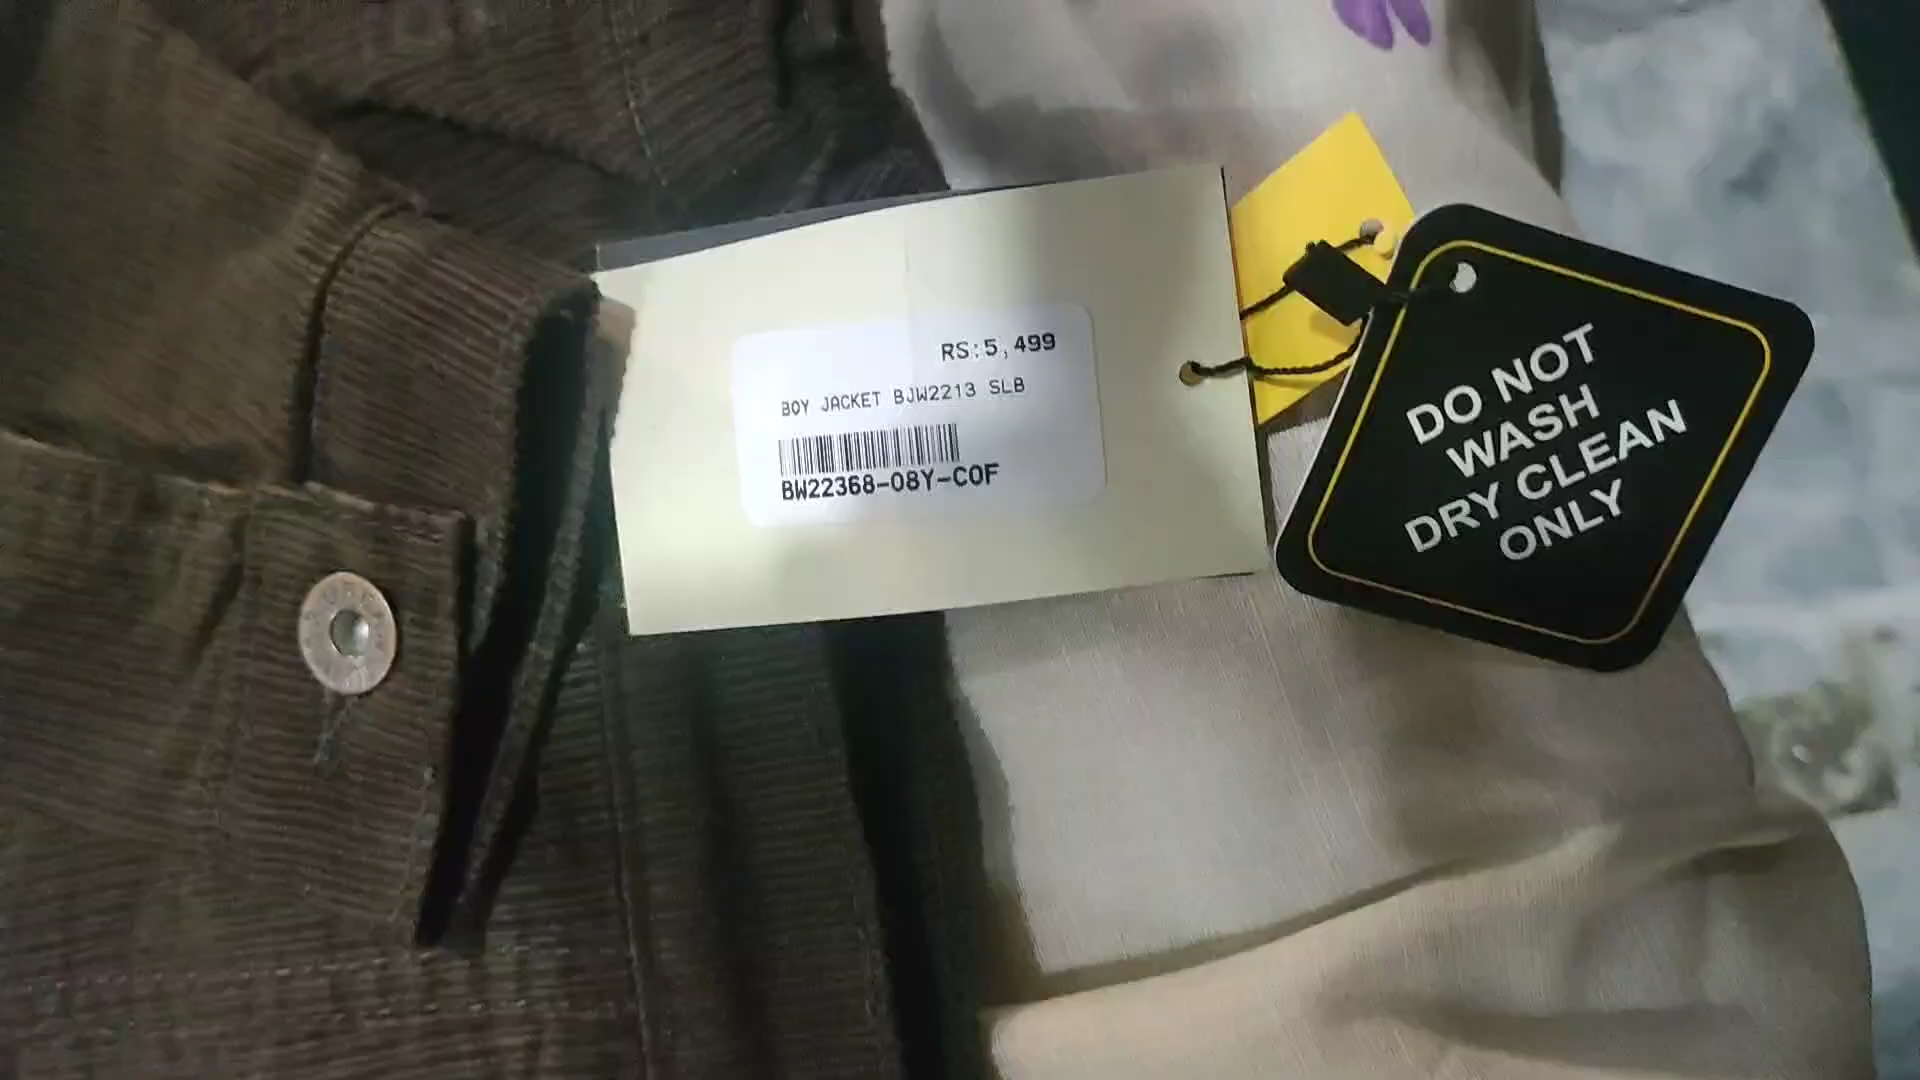 RS:5,499
BOY JACKET BJW2213 SLB
BW22368-08Y-COF
DO NOT
WASH
DRY CLEAN
ONLY